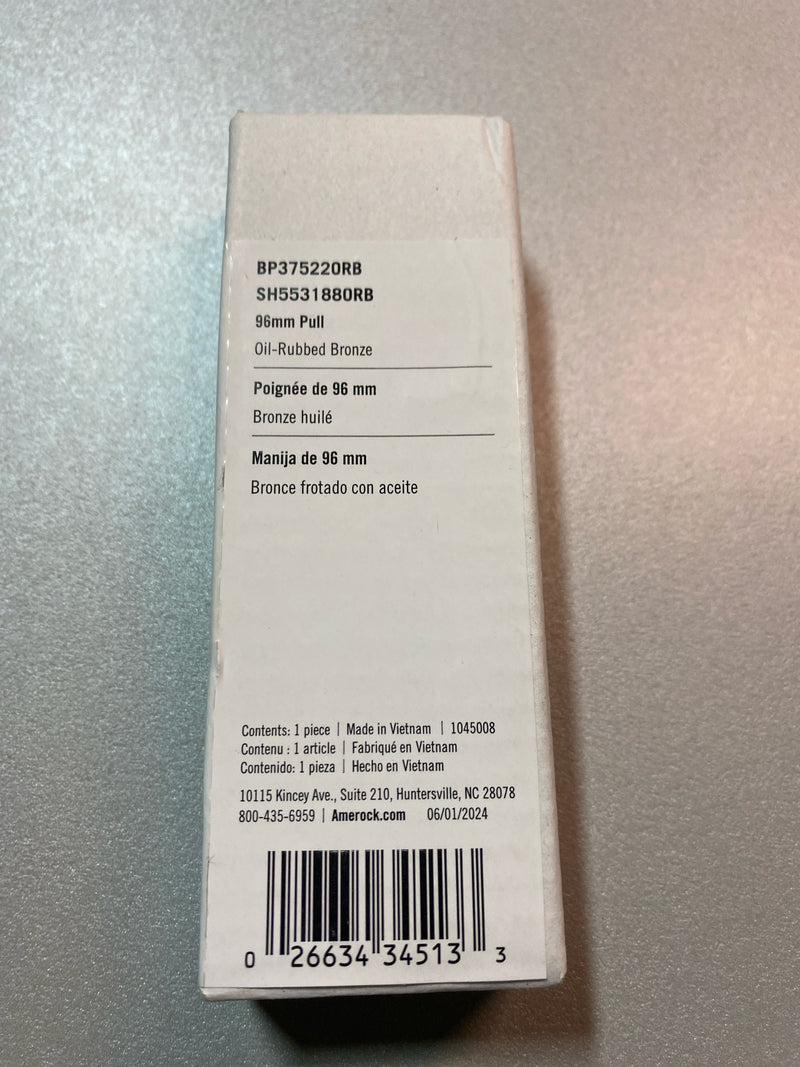 BP37522ORB
SH553188ORB
96mm Pull
Oil-Rubbed Bronze
Poignée de 96 mm
Bronze huilé
Manija de 96 mm
Bronce frotado con aceite
Contents: 1 piece | Made in Vietnam | 1045008
Contenu : 1 article | Fabriqué en Vietnam
Contenido: 1 pieza | Hecho en Vietnam
10115 Kincey Ave., Suite 210, Huntersville, NC 28078
800-435-6959 | Amerock.com 06/01/2024
0 26634 34513 3